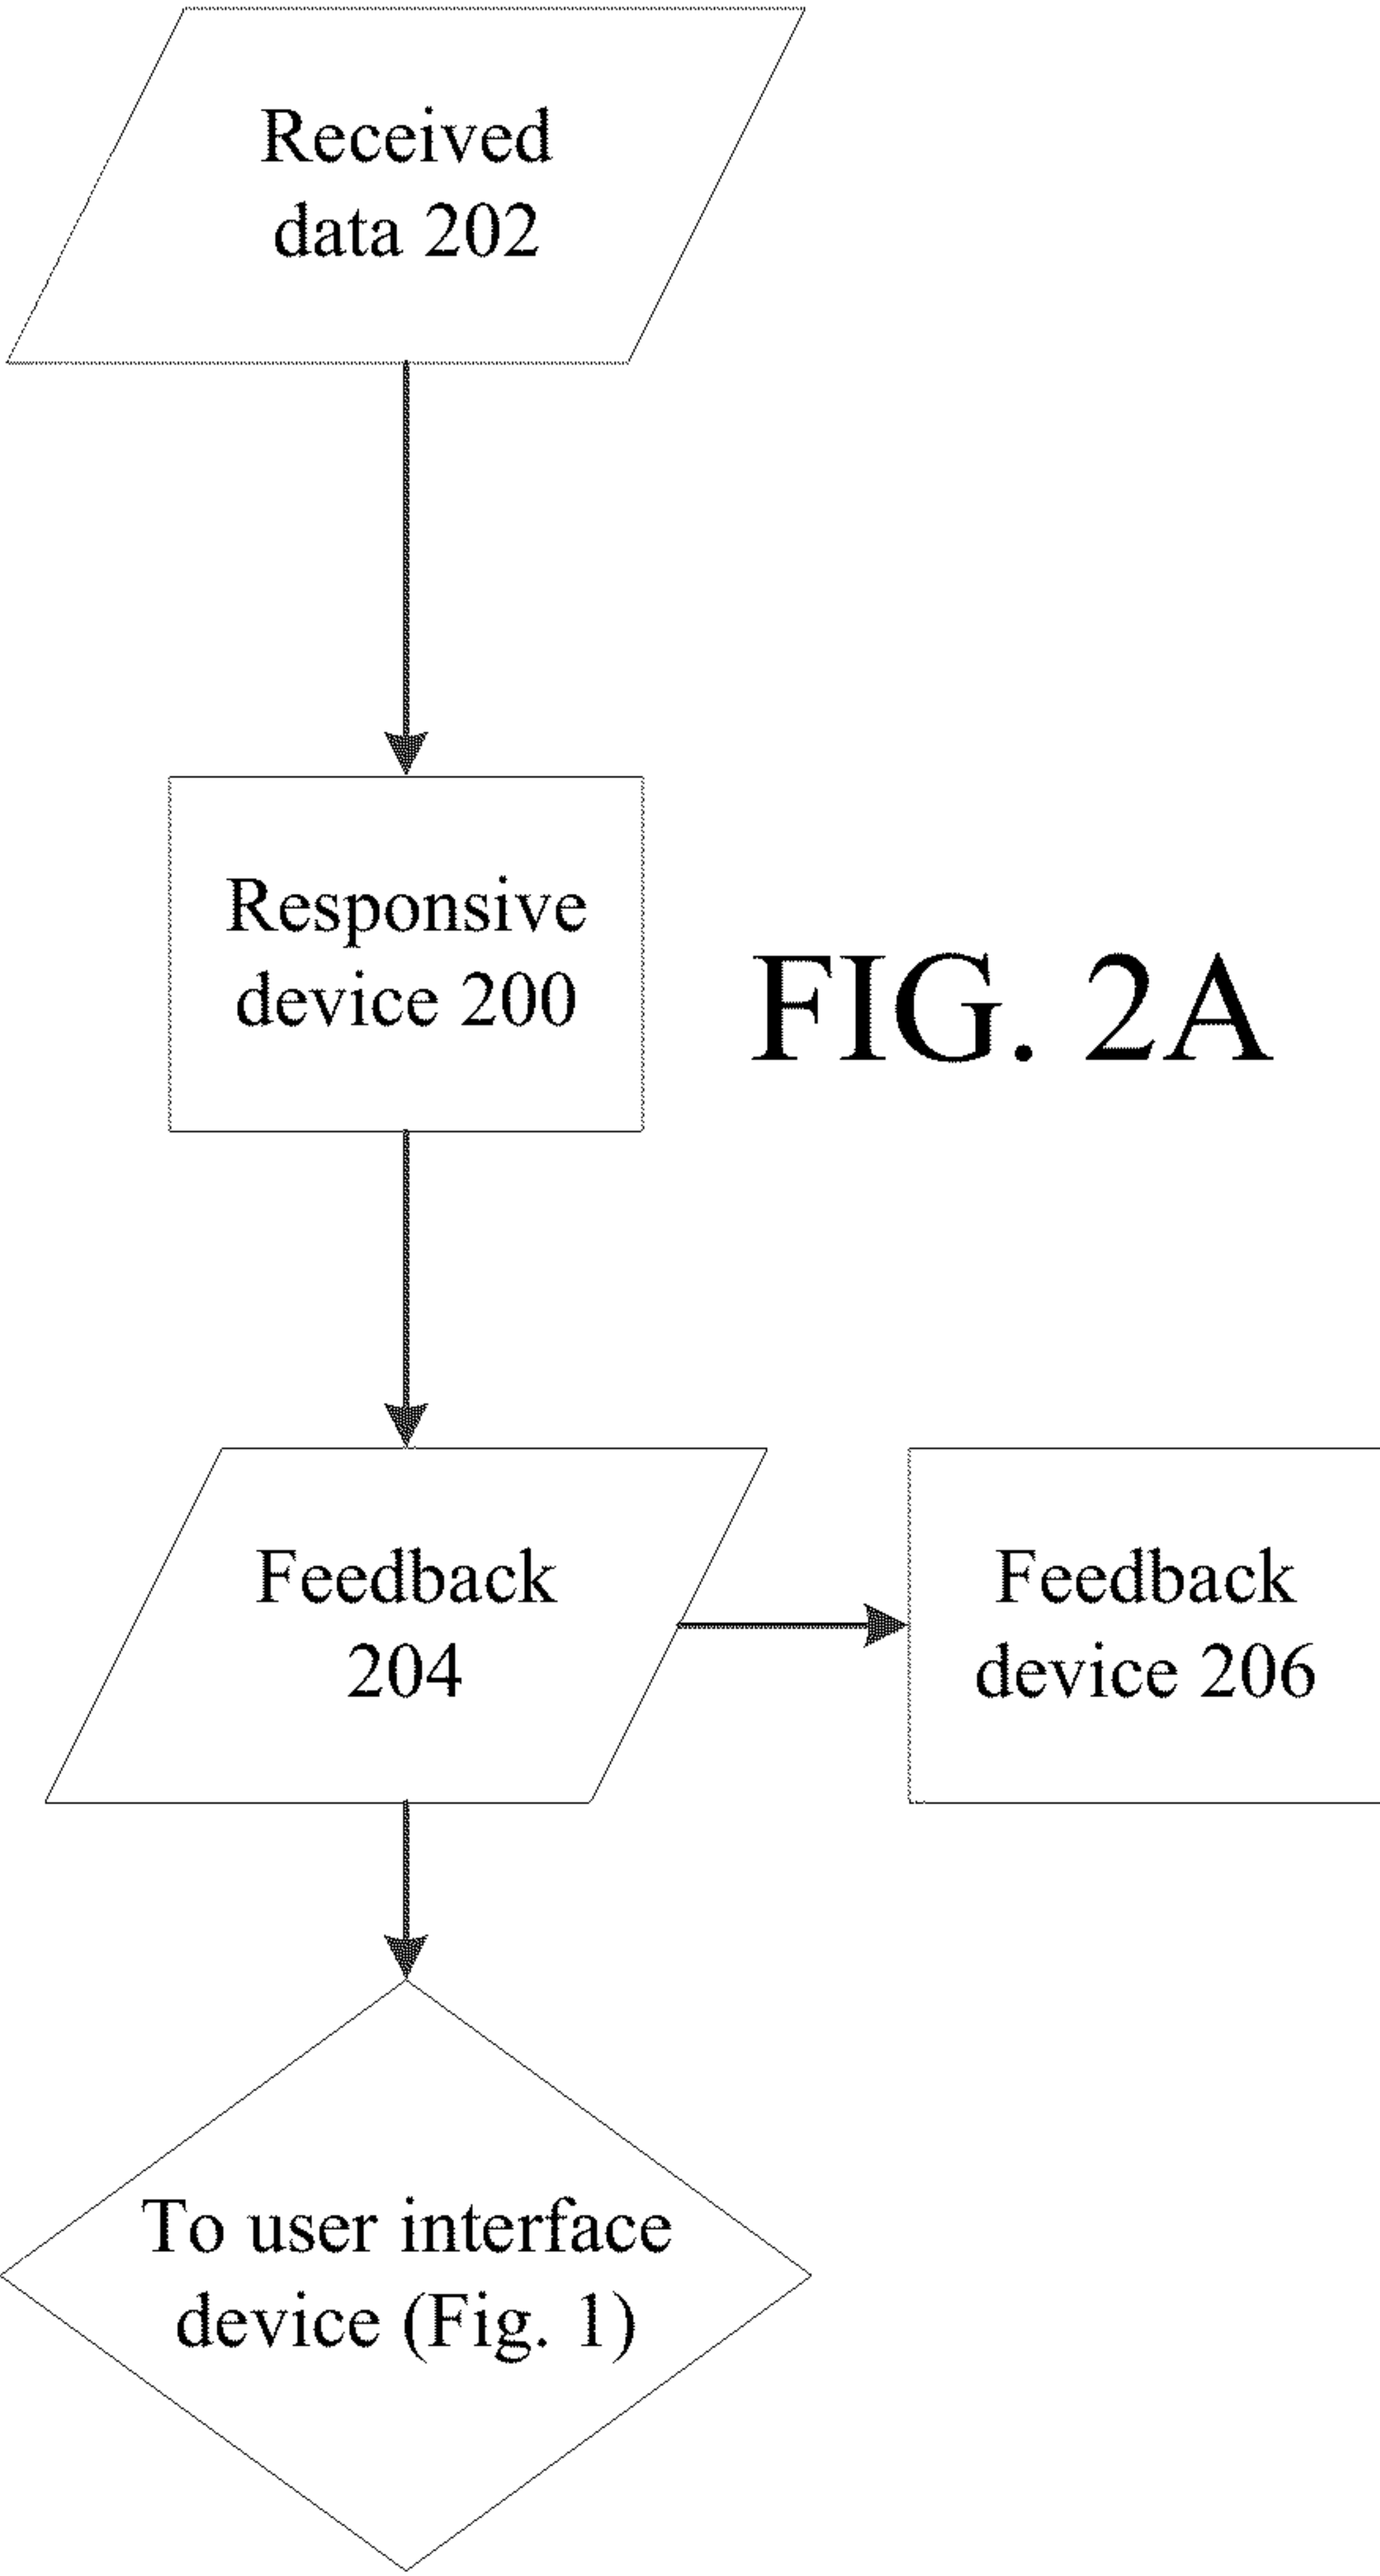 Received
data 202
Responsive
device 200
FIG. 2A
Feedback
204
Feedback
device 206
To user interface
device (Fig. 1)